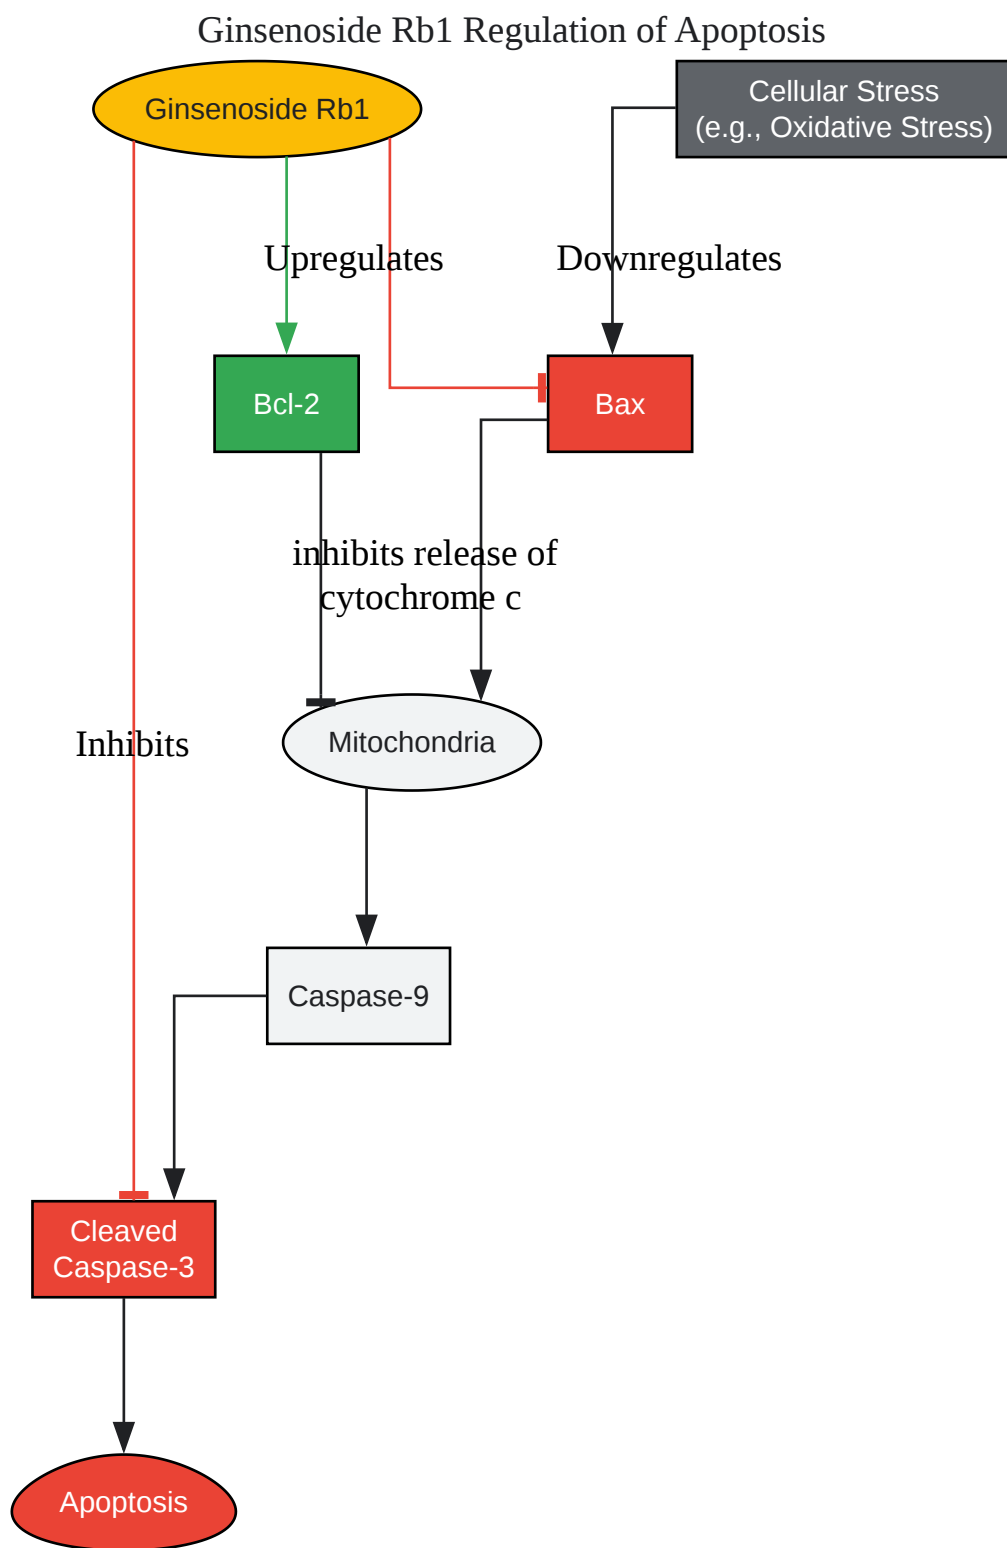 Ginsenoside Rb1 Regulation of Apoptosis
Ginsenoside Rb1
Cellular Stress
(e.g., Oxidative Stress)
Upregulates
Downregulates
Bcl-2
Bax
inhibits release of
cytochrome c
Inhibits
Mitochondria
Caspase-9
Cleaved
Caspase-3
Apoptosis